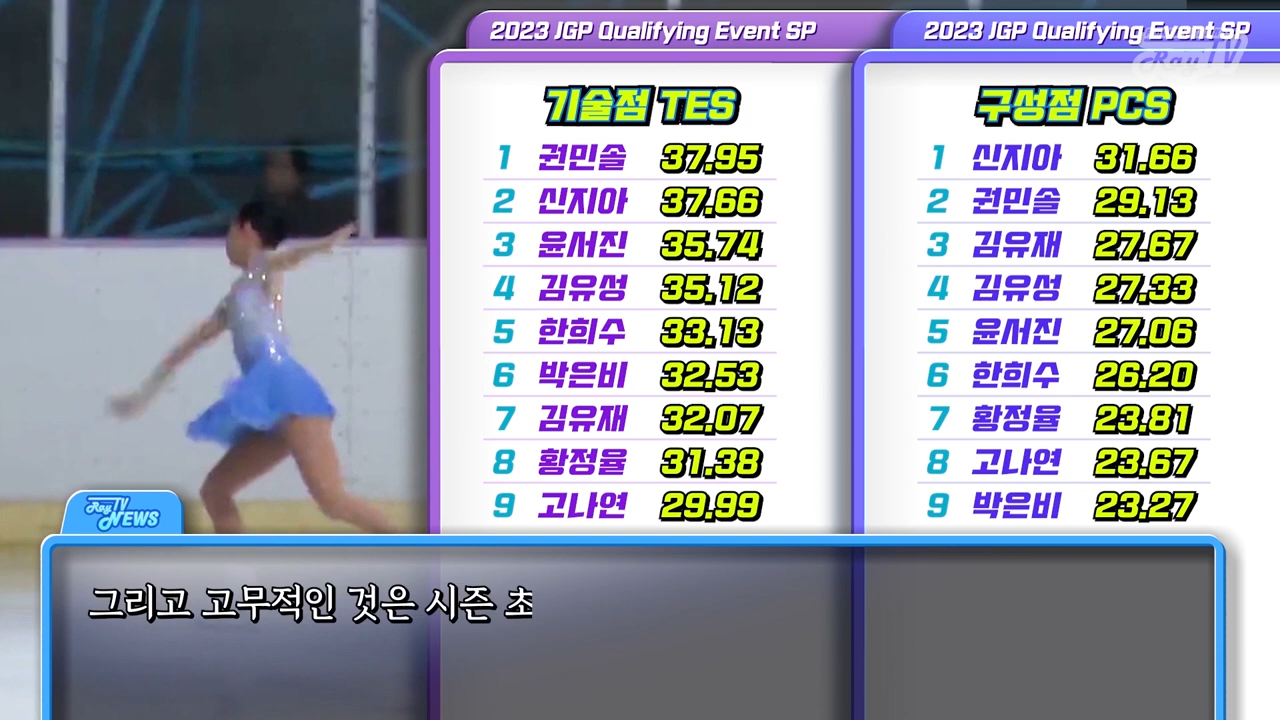 2023 JGP Qualifying Event SP
기술점 TES
1 권민솔 37.95
2 신지아 37.66
3 윤서진 35.74
4 김유성 35.12
5 한희수 33.13
6 박은비 32.53
7 김유재 32.07
8 황정율 31.38
9 고나연 29.99
2023 JGP Qualifying Event SP
Ray TV
구성점 PCS
1 신지아 31.66
2 권민솔 29.13
3 김유재 27.67
4 김유성 27.33
5 윤서진 27.06
6 한희수 26.20
7 황정율 23.81
8 고나연 23.67
9 박은비 23.27
Ray TV
NEWS
그리고 고무적인 것은 시즌 초